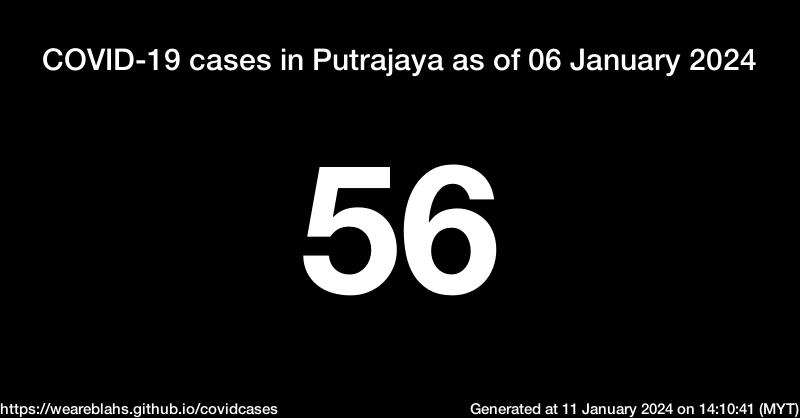 COVID-19 cases in Putrajaya as of 06 January 2024
56
https://weareblahs.github.io/covidcases
Generated at 11 January 2024 on 14:10:41 (MYT)